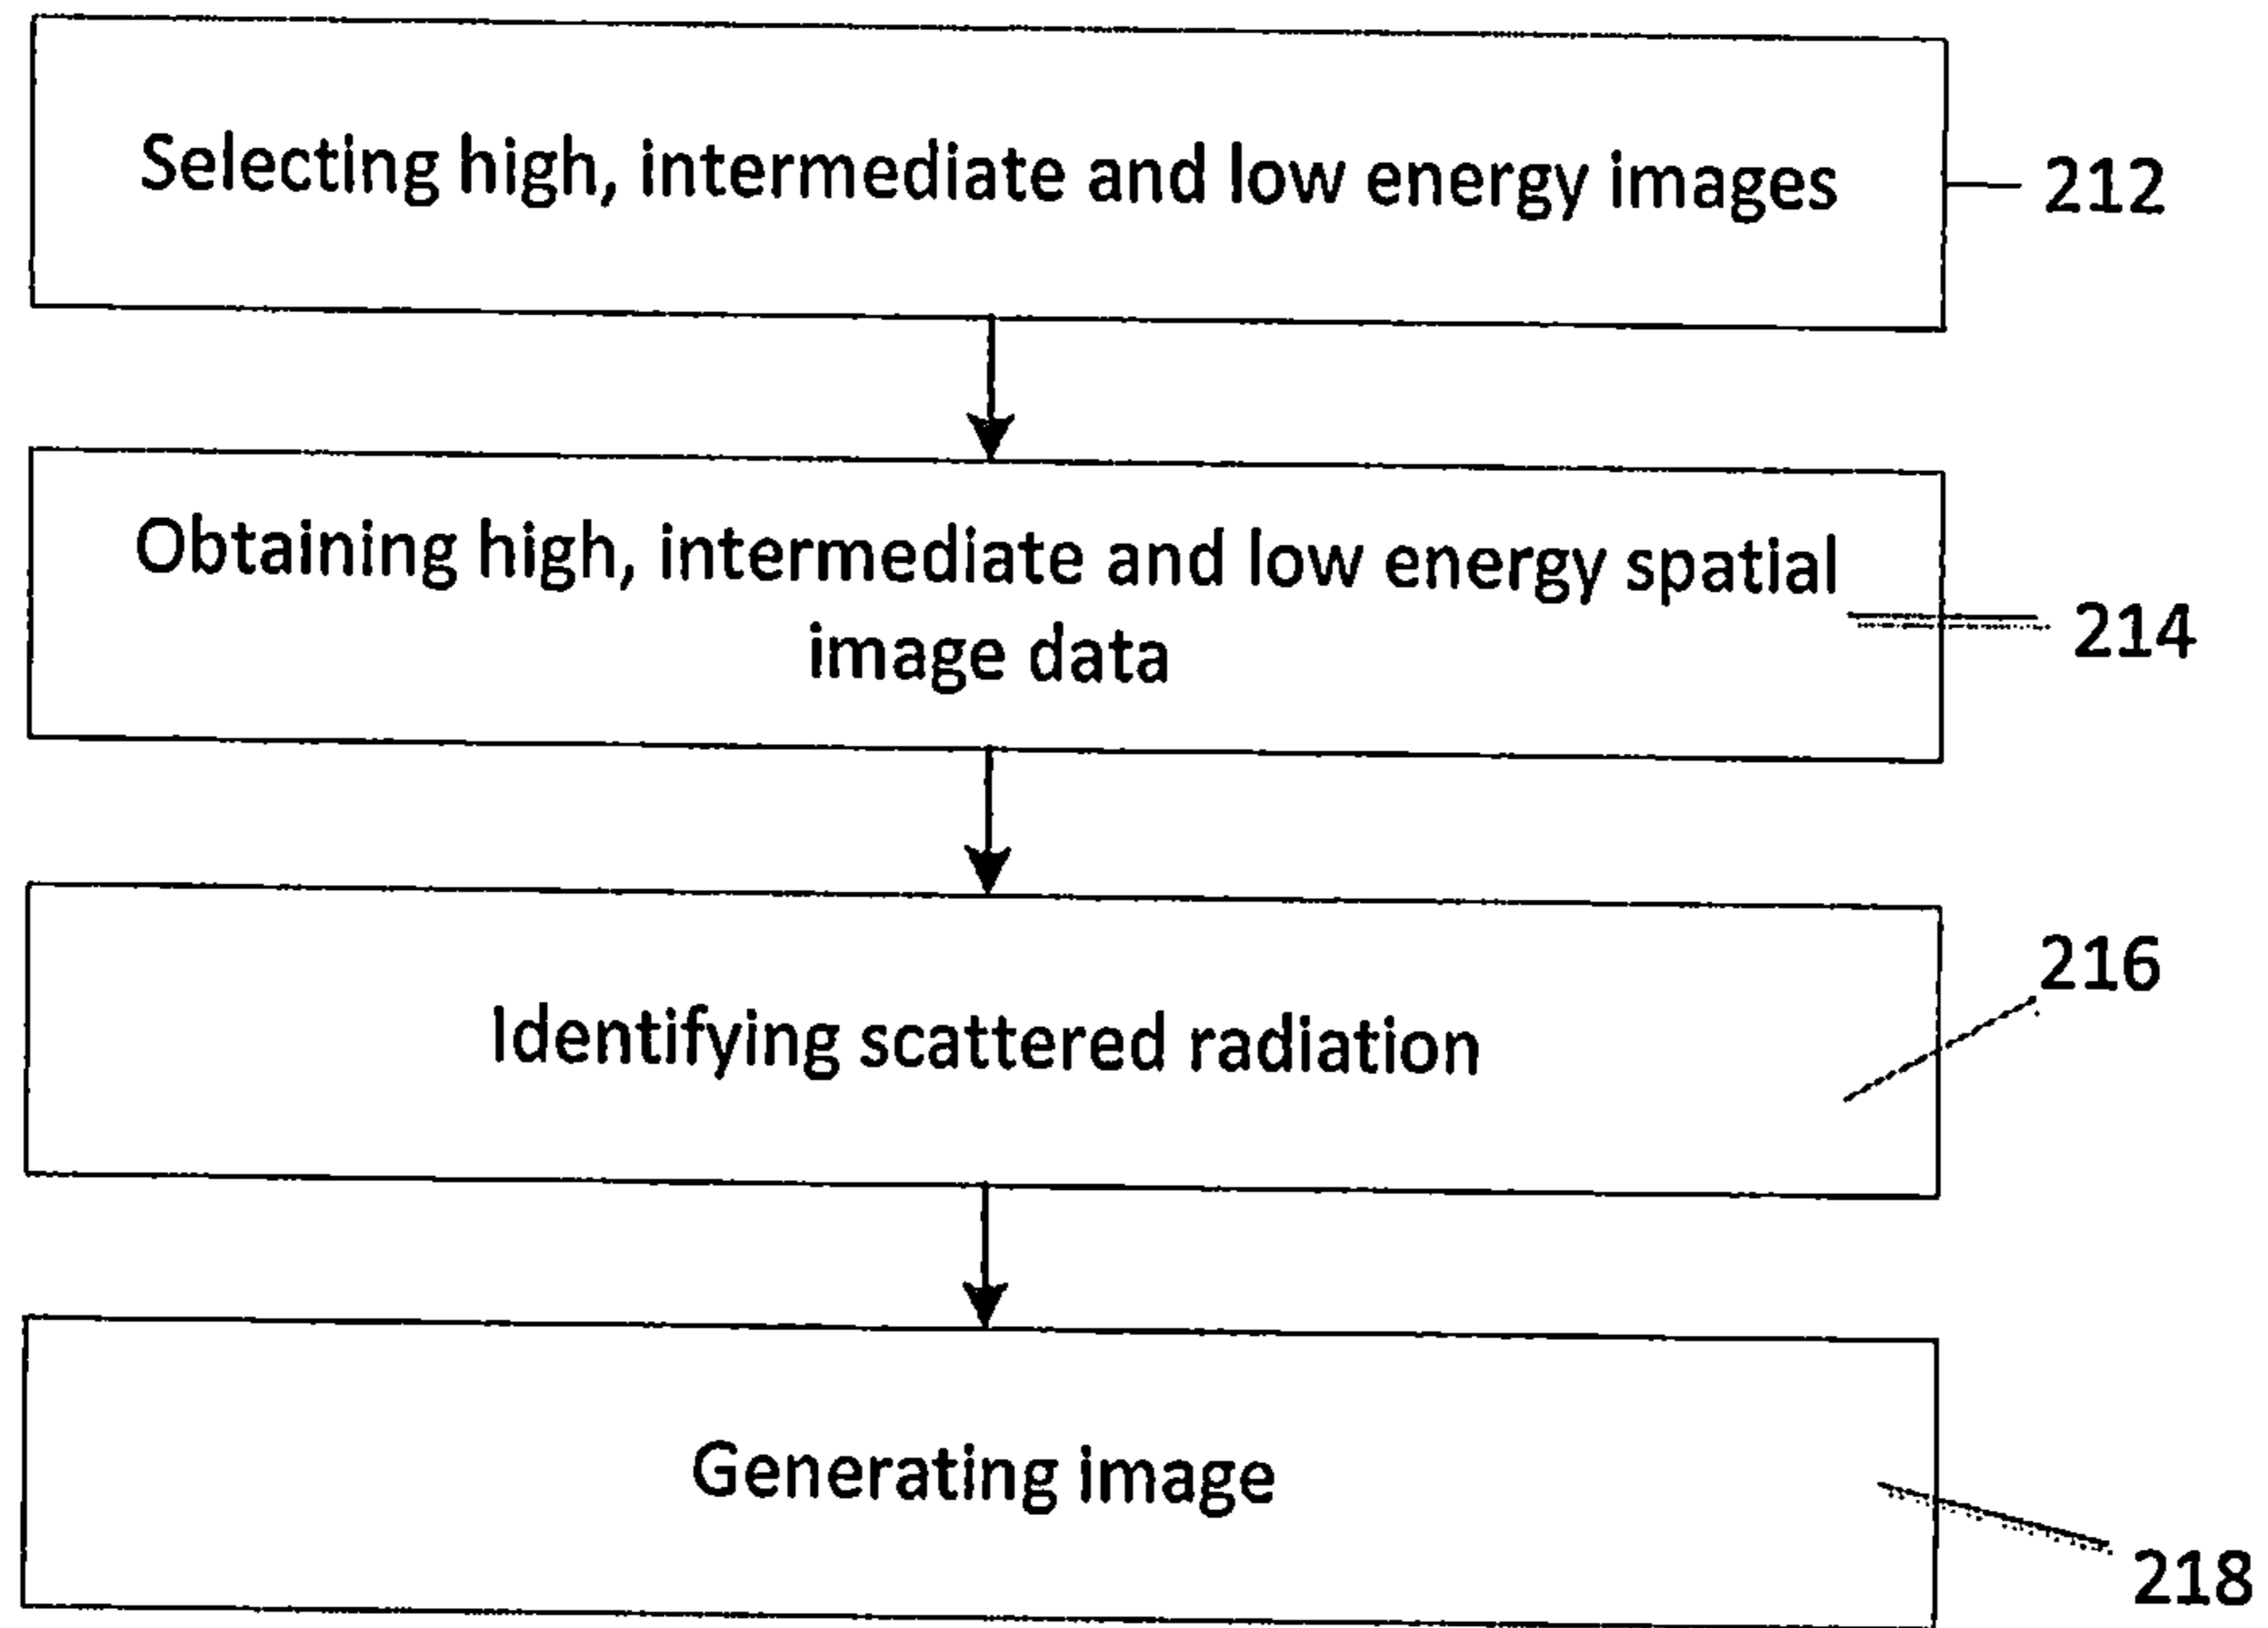 Selecting high, intermediate and low energy images
212
Obtaining high, intermediate and low energy spatial
image data
214
Identifying scattered radiation
216
Generating image
218